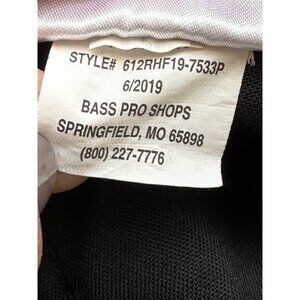 STYLE# 612RHF19-7533P
6/2019
BASS PRO SHOPS
SPRINGFIELD, MO 65898
(800) 227-7776